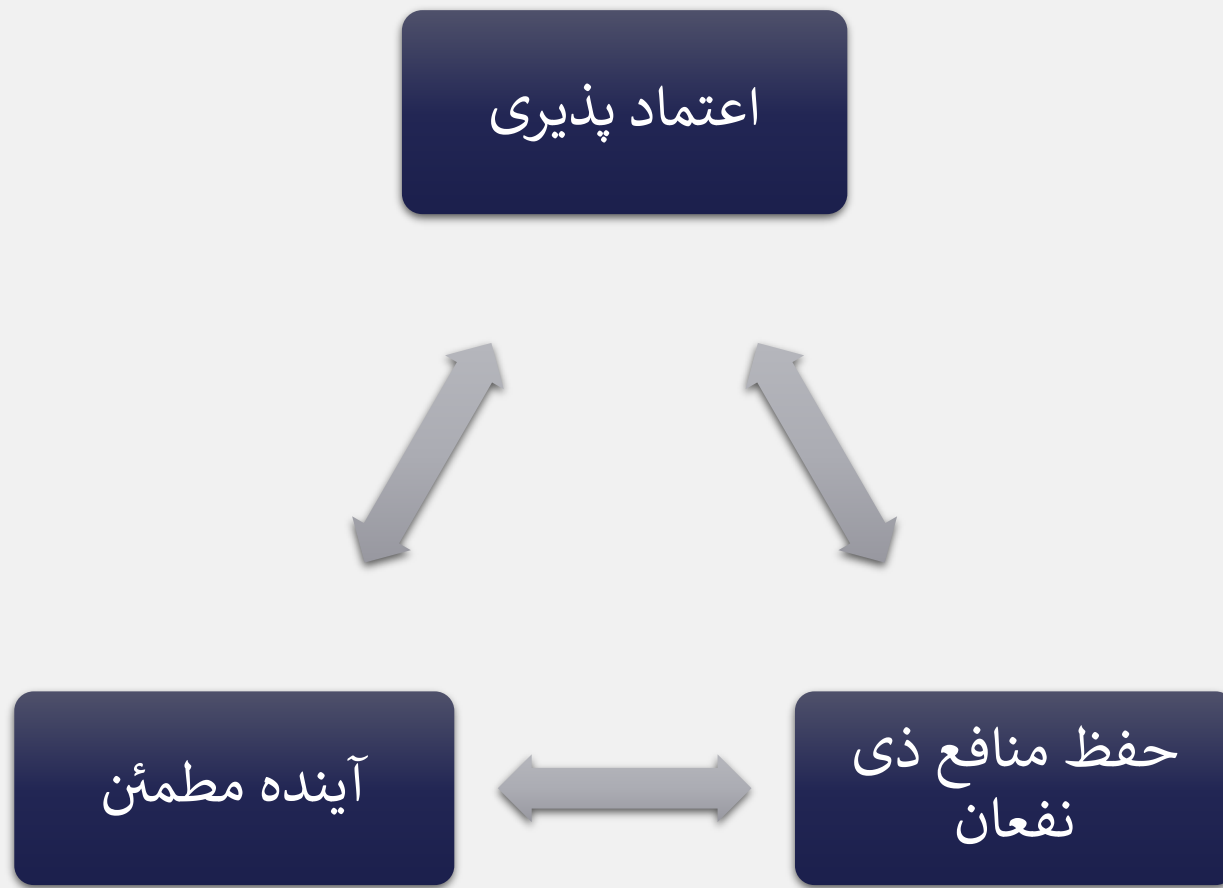 اعتماد پذیری
حفظ منافع ذی
نفعان
آینده مطمئن